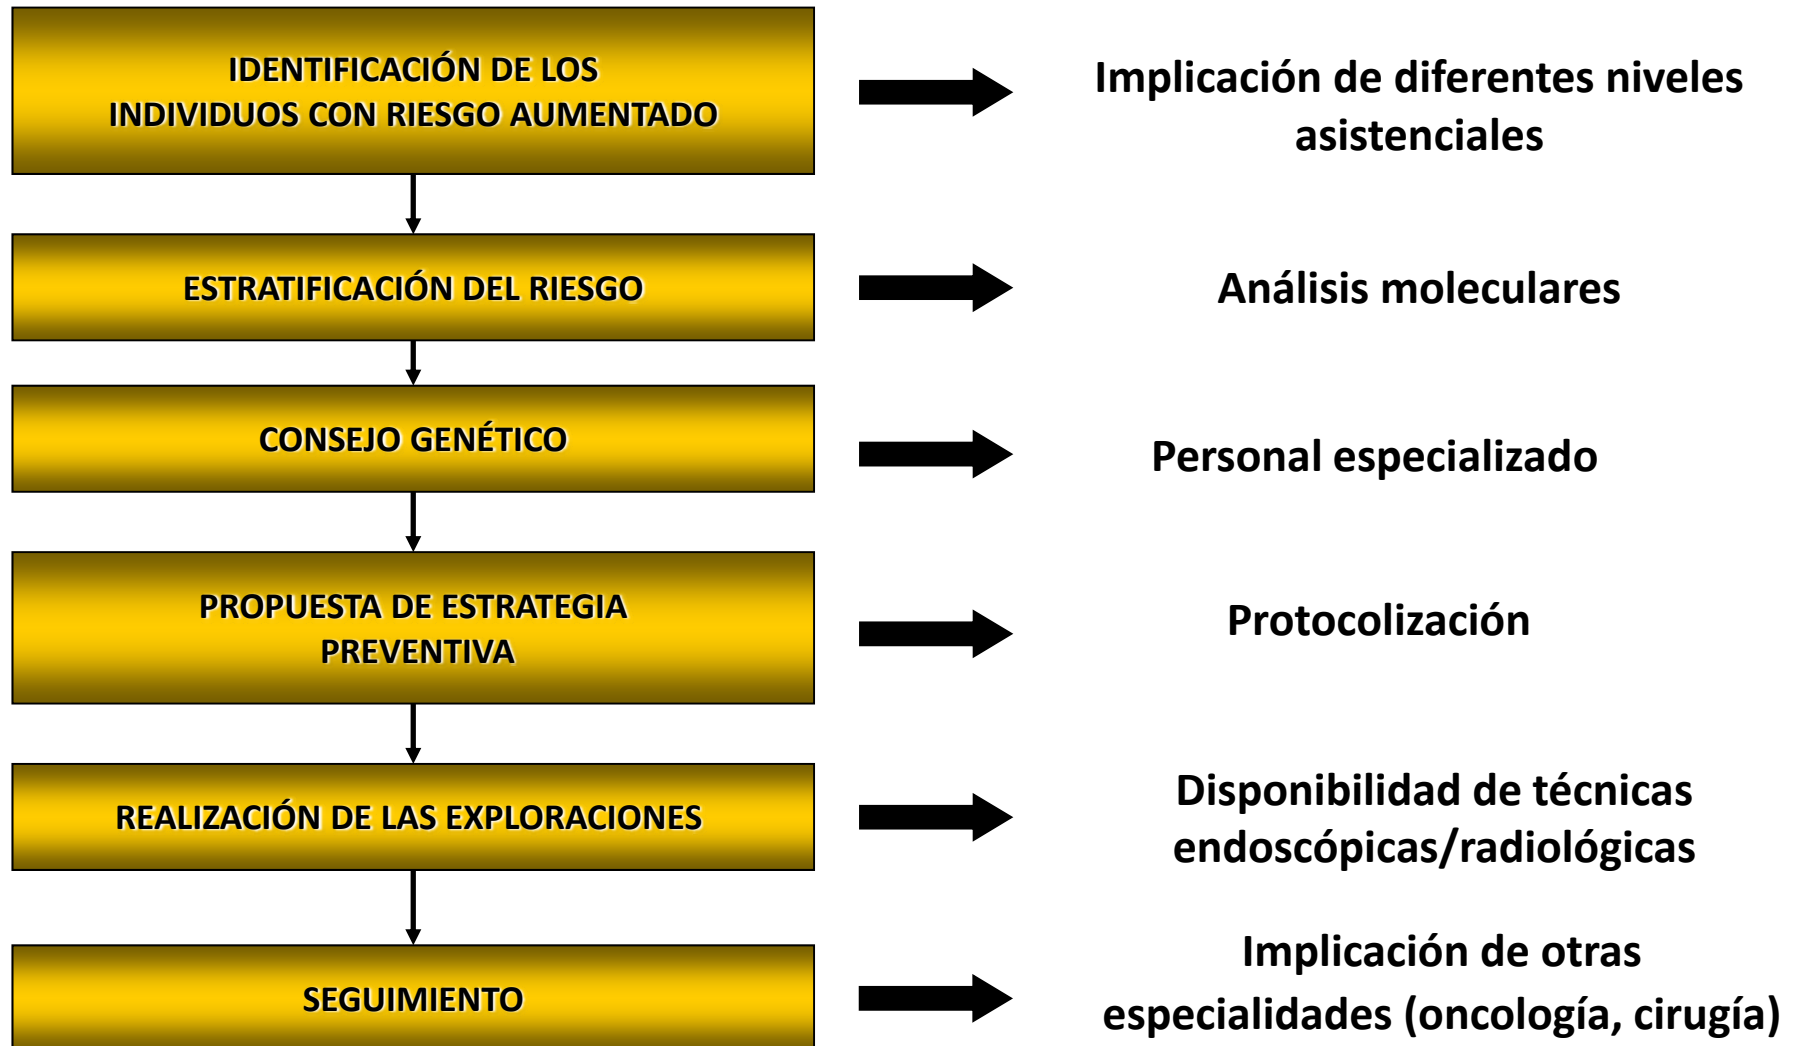 IDENTIFICACIÓN DE LOS
INDIVIDUOS CON RIESGO AUMENTADO
Implicación de diferentes niveles
asistenciales
ESTRATIFICACIÓN DEL RIESGO
Análisis moleculares
CONSEJO GENÉTICO
Personal especializado
PROPUESTA DE ESTRATEGIA
PREVENTIVA
Protocolización
REALIZACIÓN DE LAS EXPLORACIONES
Disponibilidad de técnicas
endoscópicas/radiológicas
SEGUIMIENTO
Implicación de otras
especialidades (oncología, cirugía)